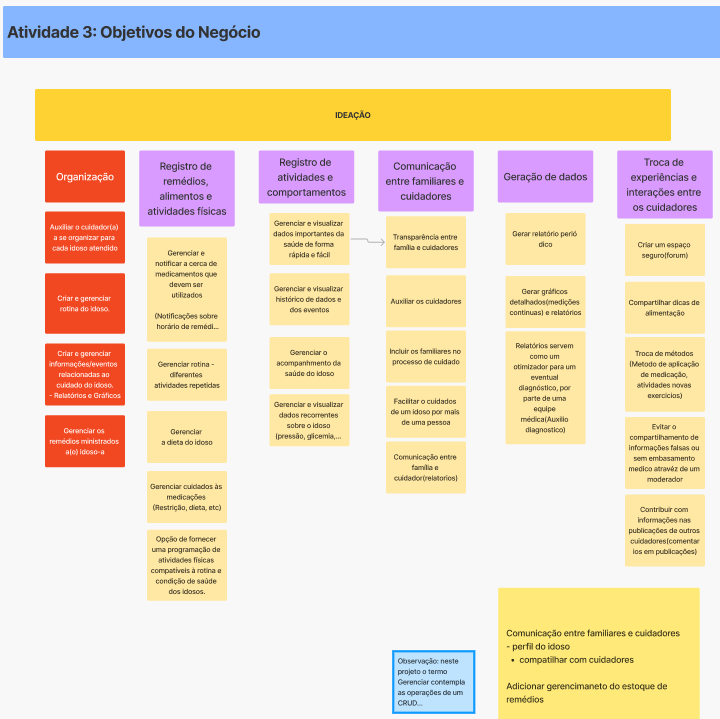 Atividade 3: Objetivos do Negócio
IDEAÇÃO
Organização
Auxiliar o cuidador(a)
a se organizar para
cada idoso atendido
Criar e gerenciar
rotina do idoso.
Criar e gerenciar
informações/eventos
relacionadas ao
cuidado do idoso.
- Relatórios e Gráficos
Gerenciar os
remédios ministrados
a(o) idoso-a
Registro de
remédios,
alimentos e
atividades físicas
Gerenciar e
notificar a cerca de
medicamentos que
devem ser
utilizados
(Notificações sobre
horário de remédi...
Gerenciar rotina -
diferentes
atividades repetidas
Gerenciar
a dieta do idoso
Gerenciar cuidados às
medicações
(Restrição, dieta, etc)
Opção de fornecer
uma programação de
atividades físicas
compatíveis à rotina e
condição de saúde
dos idosos.
Registro de
atividades e
comportamentos
Gerenciar e visualizar
dados importantes da
saúde de forma
rápida e fácil
Gerenciar e visualizar
histórico de dados e
dos eventos
Gerenciar o
acompanhmento da
saúde do idoso
Gerenciar e visualizar
dados recorrentes
sobre o idoso
(pressão, glicemia,...
Comunicação
entre familiares e
cuidadores
Transparência entre
família e cuidadores
Auxiliar os cuidadores
Incluir os familiares no
processo de cuidado
Facilitar o cuidados
de um idoso por mais
de uma pessoa
Comunicação entre
família e
cuidador(relatorios)
Geração de dados
Gerar relatório perió
dico
Gerar gráficos
detalhados(medições
continuas) e relatórios
Relatórios servem
como um
otimizador para um
eventual
diagnóstico, por
parte de uma
equipe
médica(Auxilio
diagnostico)
Troca de
experiências e
interações entre
os cuidadores
Criar um espaço
seguro(forum)
Compartilhar dicas de
alimentação
Troca de métodos
(Metodo de aplicação
de medicação,
atividades novas
exercicios)
Evitar o
compartilhamento de
informações falsas ou
sem embasamento
medico atravéz de um
moderador
Contribuir com
informações nas
publicações de outros
cuidadores(comentar
ios em publicações)
Observação: neste
projeto o termo
Gerenciar contempla
as operações de um
CRUD...
Comunicação entre familiares e cuidadores
- perfil do idoso
• compatilhar com cuidadores
Adicionar gerencimaneto do estoque de
remédios